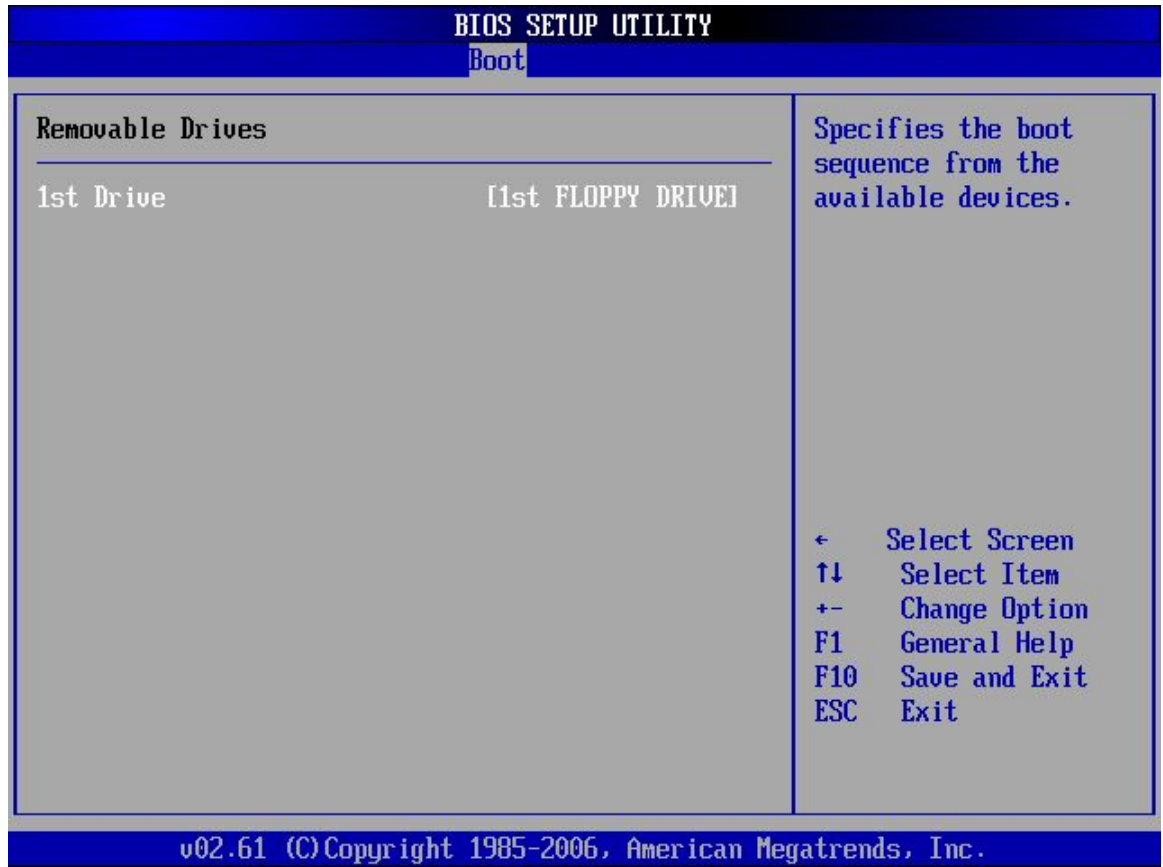 BIOS SETUP UTILITY
Boot
Removable Drives
1st Drive [1st FLOPPY DRIVE]
Specifies the boot
sequence from the
available devices.
← Select Screen
↑↓ Select Item
+- Change Option
F1 General Help
F10 Save and Exit
ESC Exit
v02.61 (C)Copyright 1985-2006, American Megatrends, Inc.